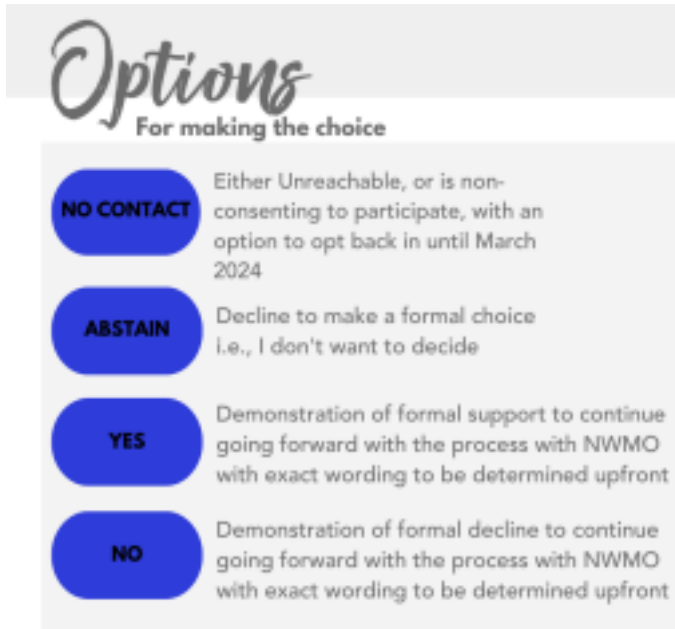 Options
For making the choice
NO CONTACT
Either Unreachable, or is non-
consenting to participate, with an
option to opt back in until March
2024
ABSTAIN
Decline to make a formal choice
i.e., I don't want to decide
YES
Demonstration of formal support to continue
going forward with the process with NWMO
with exact wording to be determined upfront
NO
Demonstration of formal decline to continue
going forward with the process with NWMO
with exact wording to be determined upfront